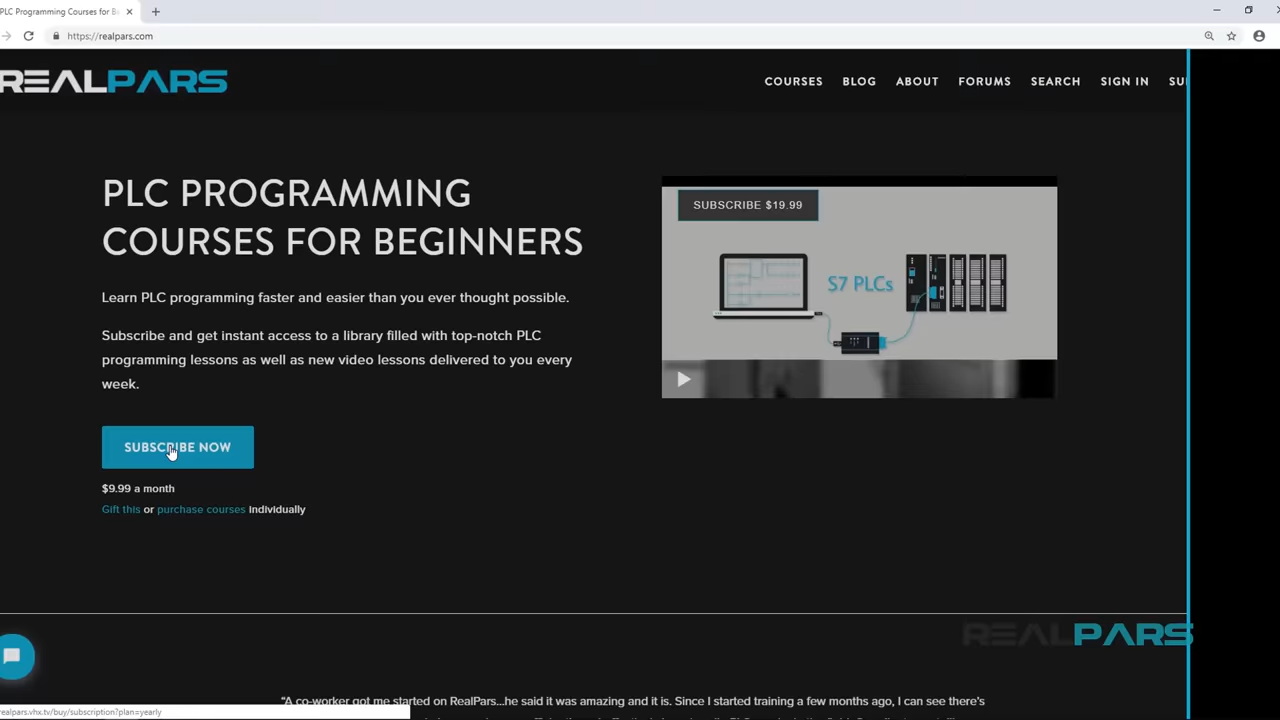 PLC Programming Courses for Be
https://realpars.com
REALPARS
COURSES BLOG ABOUT FORUMS SEARCH SIGN IN
PLC PROGRAMMING
COURSES FOR BEGINNERS
Learn PLC programming faster and easier than you ever thought possible.
Subscribe and get instant access to a library filled with top-notch PLC
programming lessons as well as new video lessons delivered to you every
week.
SUBSCRIBE NOW
$9.99 a month
Gift this or purchase courses individually
SUBSCRIBE $19.99
S7 PLCs
REALPARS
“A co-worker got me started on RealPars...he said it was amazing and it is. Since I started training a few months ago, I can see there's
realpars.vhx.tv/buy/subscription?plan=yearly